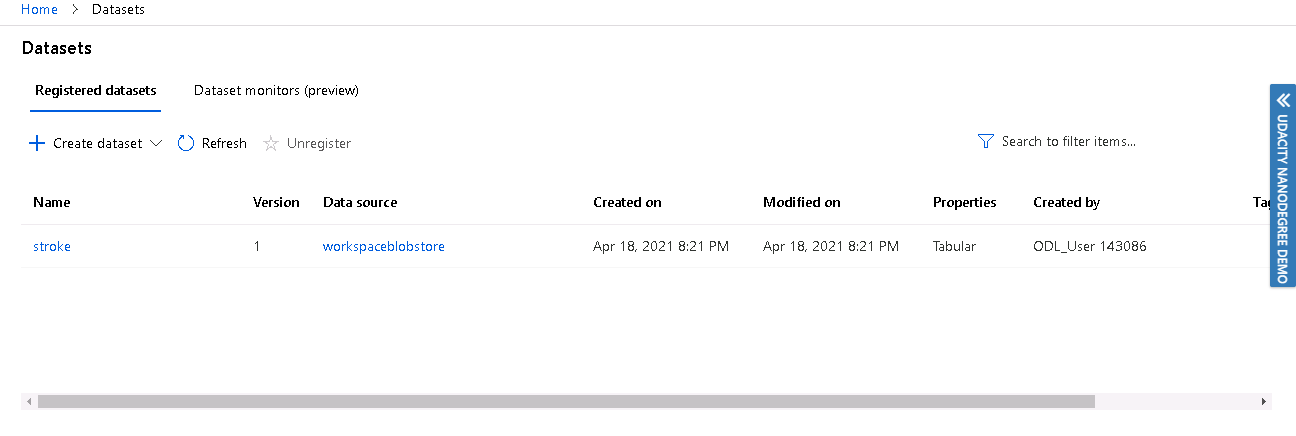 Home > Datasets
Datasets
Registered datasets Dataset monitors (preview)
Create dataset Refresh Unregister Search to filter items...
Name Version Data source Created on Modified on Properties Created by Tag
stroke 1 workspaceblobstore Apr 18, 2021 8:21 PM Apr 18, 2021 8:21 PM Tabular ODL_User 143086
UDACITY NANODEGREE DEMO